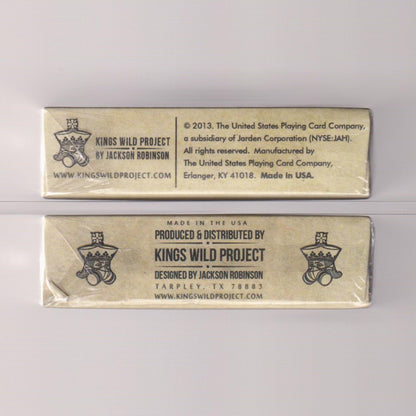 KINGS WILD PROJECT
BY JACKSON ROBINSON
WWW.KINGSWILDPROJECT.COM
© 2013. The United States Playing Card Company,
a subsidiary of Jarden Corporation (NYSE:JAH).
All rights reserved. Manufactured by
The United States Playing Card Company,
Erlanger, KY 41018. Made In USA.
MADE IN THE USA
PRODUCED & DISTRIBUTED BY
KINGS WILD PROJECT
DESIGNED BY JACKSON ROBINSON
TARPLEY, TX 78883
WWW.KINGSWILDPROJECT.COM